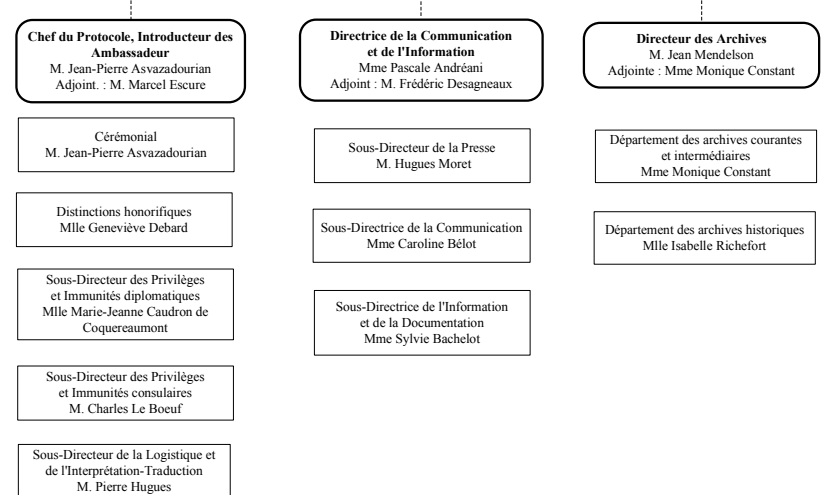 Chef du Protocole, Introducteur des
Ambassadeur
M. Jean-Pierre Asvazadourian
Adjoint. : M. Marcel Escure
Cérémonial
M. Jean-Pierre Asvazadourian
Distinctions honorifiques
Mlle Geneviève Debard
Sous-Directeur des Privilèges
et Immunités diplomatiques
Mlle Marie-Jeanne Caudron de
Coquereaumont
Sous-Directeur des Privilèges
et Immunités consulaires
M. Charles Le Boeuf
Sous-Directeur de la Logistique et
de l'Interprétation-Traduction
M. Pierre Hugues
Directrice de la Communication
et de l'Information
Mme Pascale Andréani
Adjoint : M. Frédéric Desagneaux
Sous-Directeur de la Presse
M. Hugues Moret
Sous-Directrice de la Communication
Mme Caroline Bélot
Sous-Directrice de l'Information
et de la Documentation
Mme Sylvie Bachelot
Directeur des Archives
M. Jean Mendelson
Adjointe : Mme Monique Constant
Département des archives courantes
et intermédiaires
Mme Monique Constant
Département des archives historiques
Mlle Isabelle Richefort